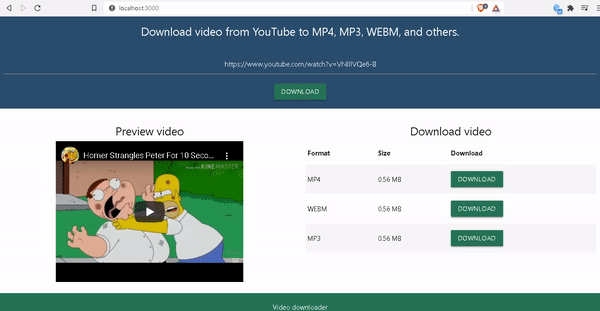 localhost:3000
Download video from YouTube to MP4, MP3, WEBM, and others.
https://www.youtube.com/watch?v=VNlIlVQe6-8
DOWNLOAD
Preview video
Homer Strangles Peter For 10 Seco...
KINEMASTER
Download video
Format Size Download
MP4 0.56 MB DOWNLOAD
WEBM 0.56 MB DOWNLOAD
MP3 0.56 MB DOWNLOAD
Video downloader